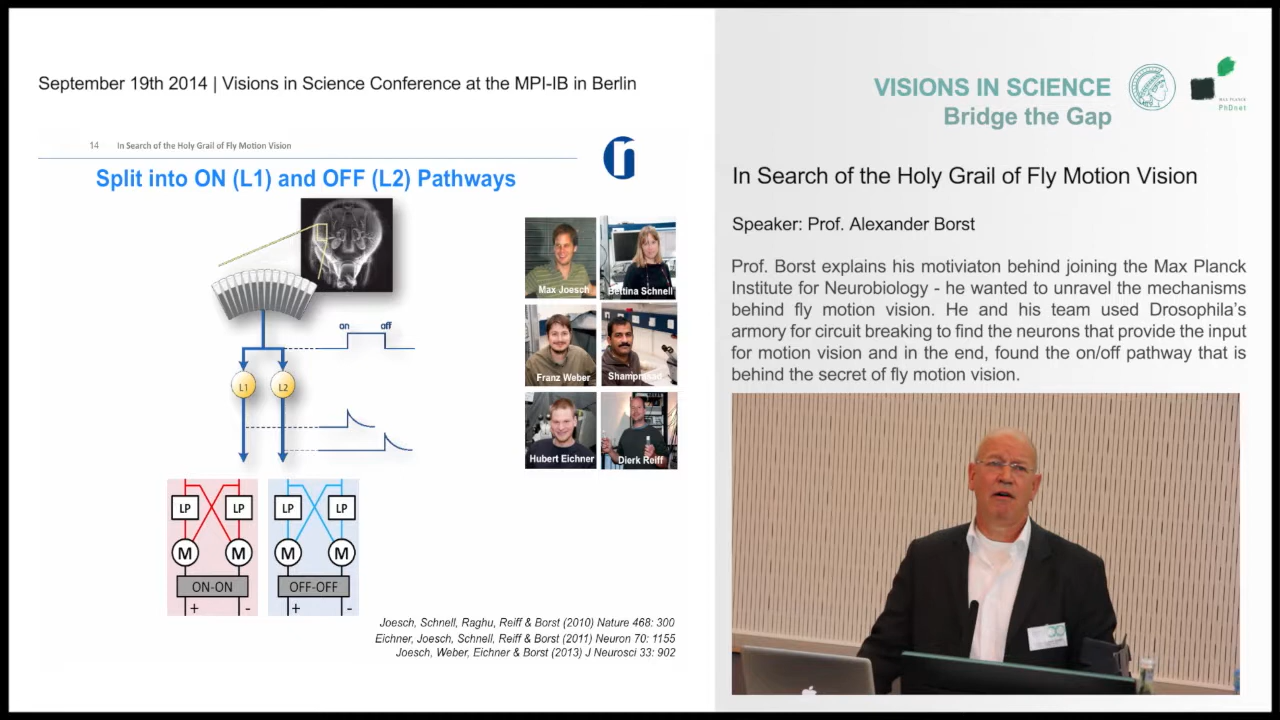 September 19th 2014 | Visions in Science Conference at the MPI-IB in Berlin
14 In Search of the Holy Grail of Fly Motion Vision
Split into ON (L1) and OFF (L2) Pathways
on off
L1 L2
LP LP LP LP
M M M M
ON-ON OFF-OFF
+ - + -
Max Joesch Bettina Schnell
Franz Weber Shamprasad
Hubert Eichner Dierk Reiff
Joesch, Schnell, Raghu, Reiff & Borst (2010) Nature 468: 300
Eichner, Joesch, Schnell, Reiff & Borst (2011) Neuron 70: 1155
Joesch, Weber, Eichner & Borst (2013) J Neurosci 33: 902
VISIONS IN SCIENCE
Bridge the Gap
MAX PLANCK
PhDnet
In Search of the Holy Grail of Fly Motion Vision
Speaker: Prof. Alexander Borst
Prof. Borst explains his motiviaton behind joining the Max Planck
Institute for Neurobiology - he wanted to unravel the mechanisms
behind fly motion vision. He and his team used Drosophila's
armory for circuit breaking to find the neurons that provide the input
for motion vision and in the end, found the on/off pathway that is
behind the secret of fly motion vision.